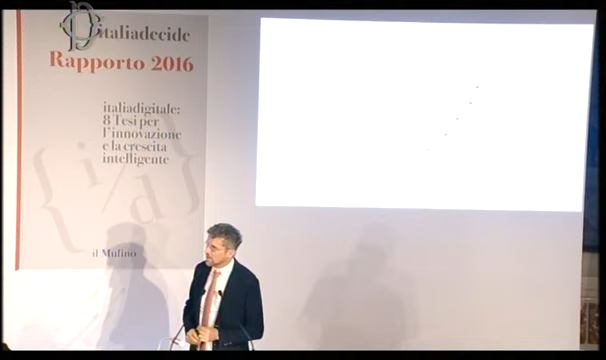 italiadecide
Rapporto 2016
italiadigitale:
8 Tesi per
l'innovazione
e la crescita
intelligente
{i/d}
il Mulino